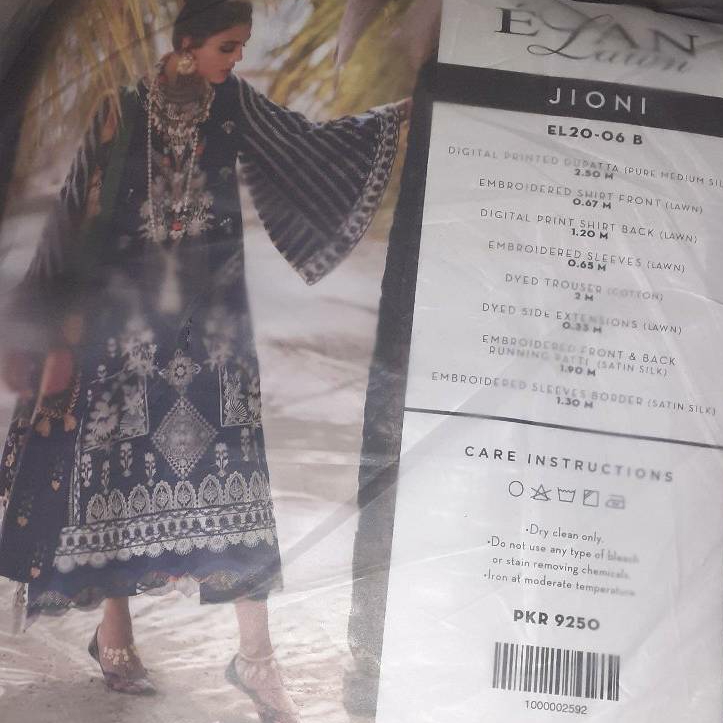 ÉLAN
Lawn
JIONI
EL20-06 B
DIGITAL PRINTED DUPATTA (PURE MEDIUM SIL
2.50 M
EMBROIDERED SHIRT FRONT (LAWN)
0.67 M
DIGITAL PRINT SHIRT BACK (LAWN)
1.20 M
EMBROIDERED SLEEVES (LAWN)
0.65 M
DYED TROUSER (COTTON)
2 M
DYED SIDE EXTENSIONS (LAWN)
0.33 M
EMBROIDERED FRONT & BACK
RUNNING PATTI (SATIN SILK)
1.90 M
EMBROIDERED SLEEVES BORDER (SATIN SILK)
1.30 M
CARE INSTRUCTIONS
•Dry clean only.
•Do not use any type of bleach
or stain removing chemicals.
•Iron at moderate temperature
PKR 9250
1000002592